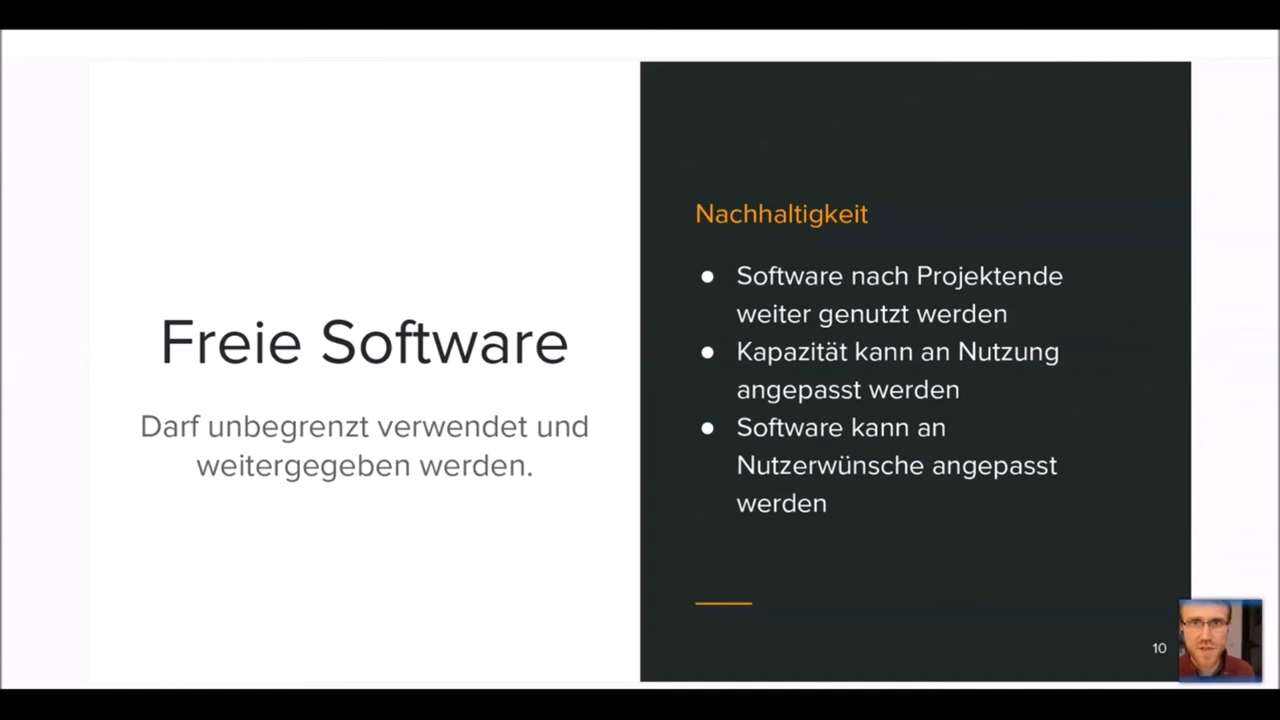 Freie Software
Darf unbegrenzt verwendet und
weitergegeben werden.
Nachhaltigkeit
● Software nach Projektende
weiter genutzt werden
● Kapazität kann an Nutzung
angepasst werden
● Software kann an
Nutzerwünsche angepasst
werden
10